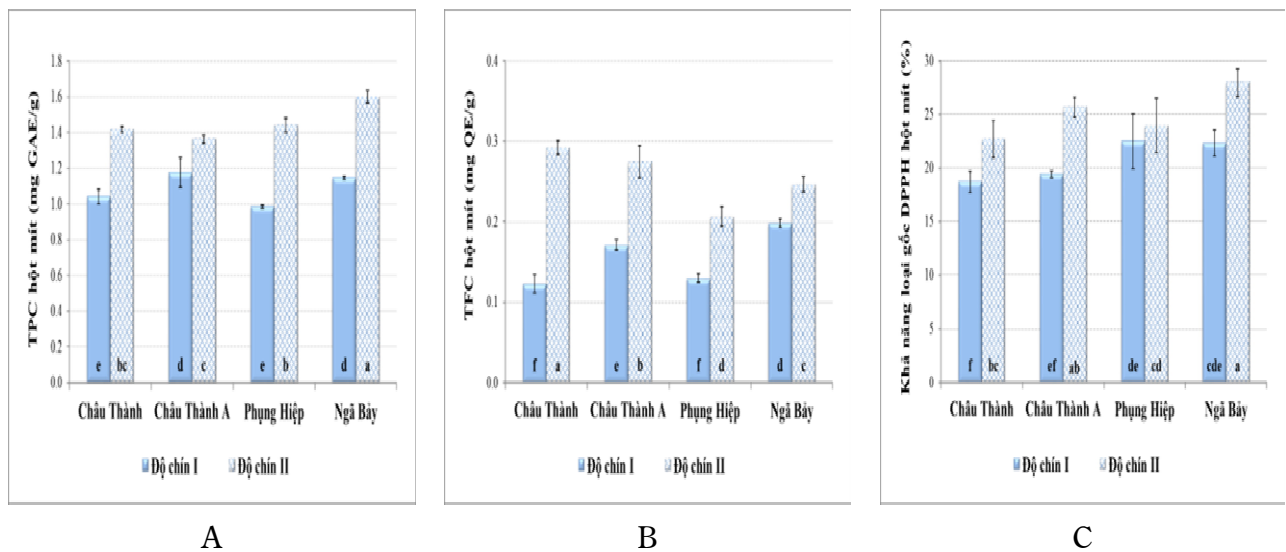 TPC hột mít (mg GAE/g)
1.8
1.6
1.4
1.2
1.0
0.8
0.6
0.4
0.2
0.0
e bc d c e b d a
Châu Thành Châu Thành A Phụng Hiệp Ngã Bảy
Độ chín I Độ chín II
A
TFC hột mít (mg QE/g)
0.4
0.3
0.2
0.1
0.0
f a e b f d d c
Châu Thành Châu Thành A Phụng Hiệp Ngã Bảy
Độ chín I Độ chín II
B
Khả năng loại gốc DPPH hột mít (%)
30
25
20
15
10
5
0
f bc ef ab de cd cde a
Châu Thành Châu Thành A Phụng Hiệp Ngã Bảy
Độ chín I Độ chín II
C